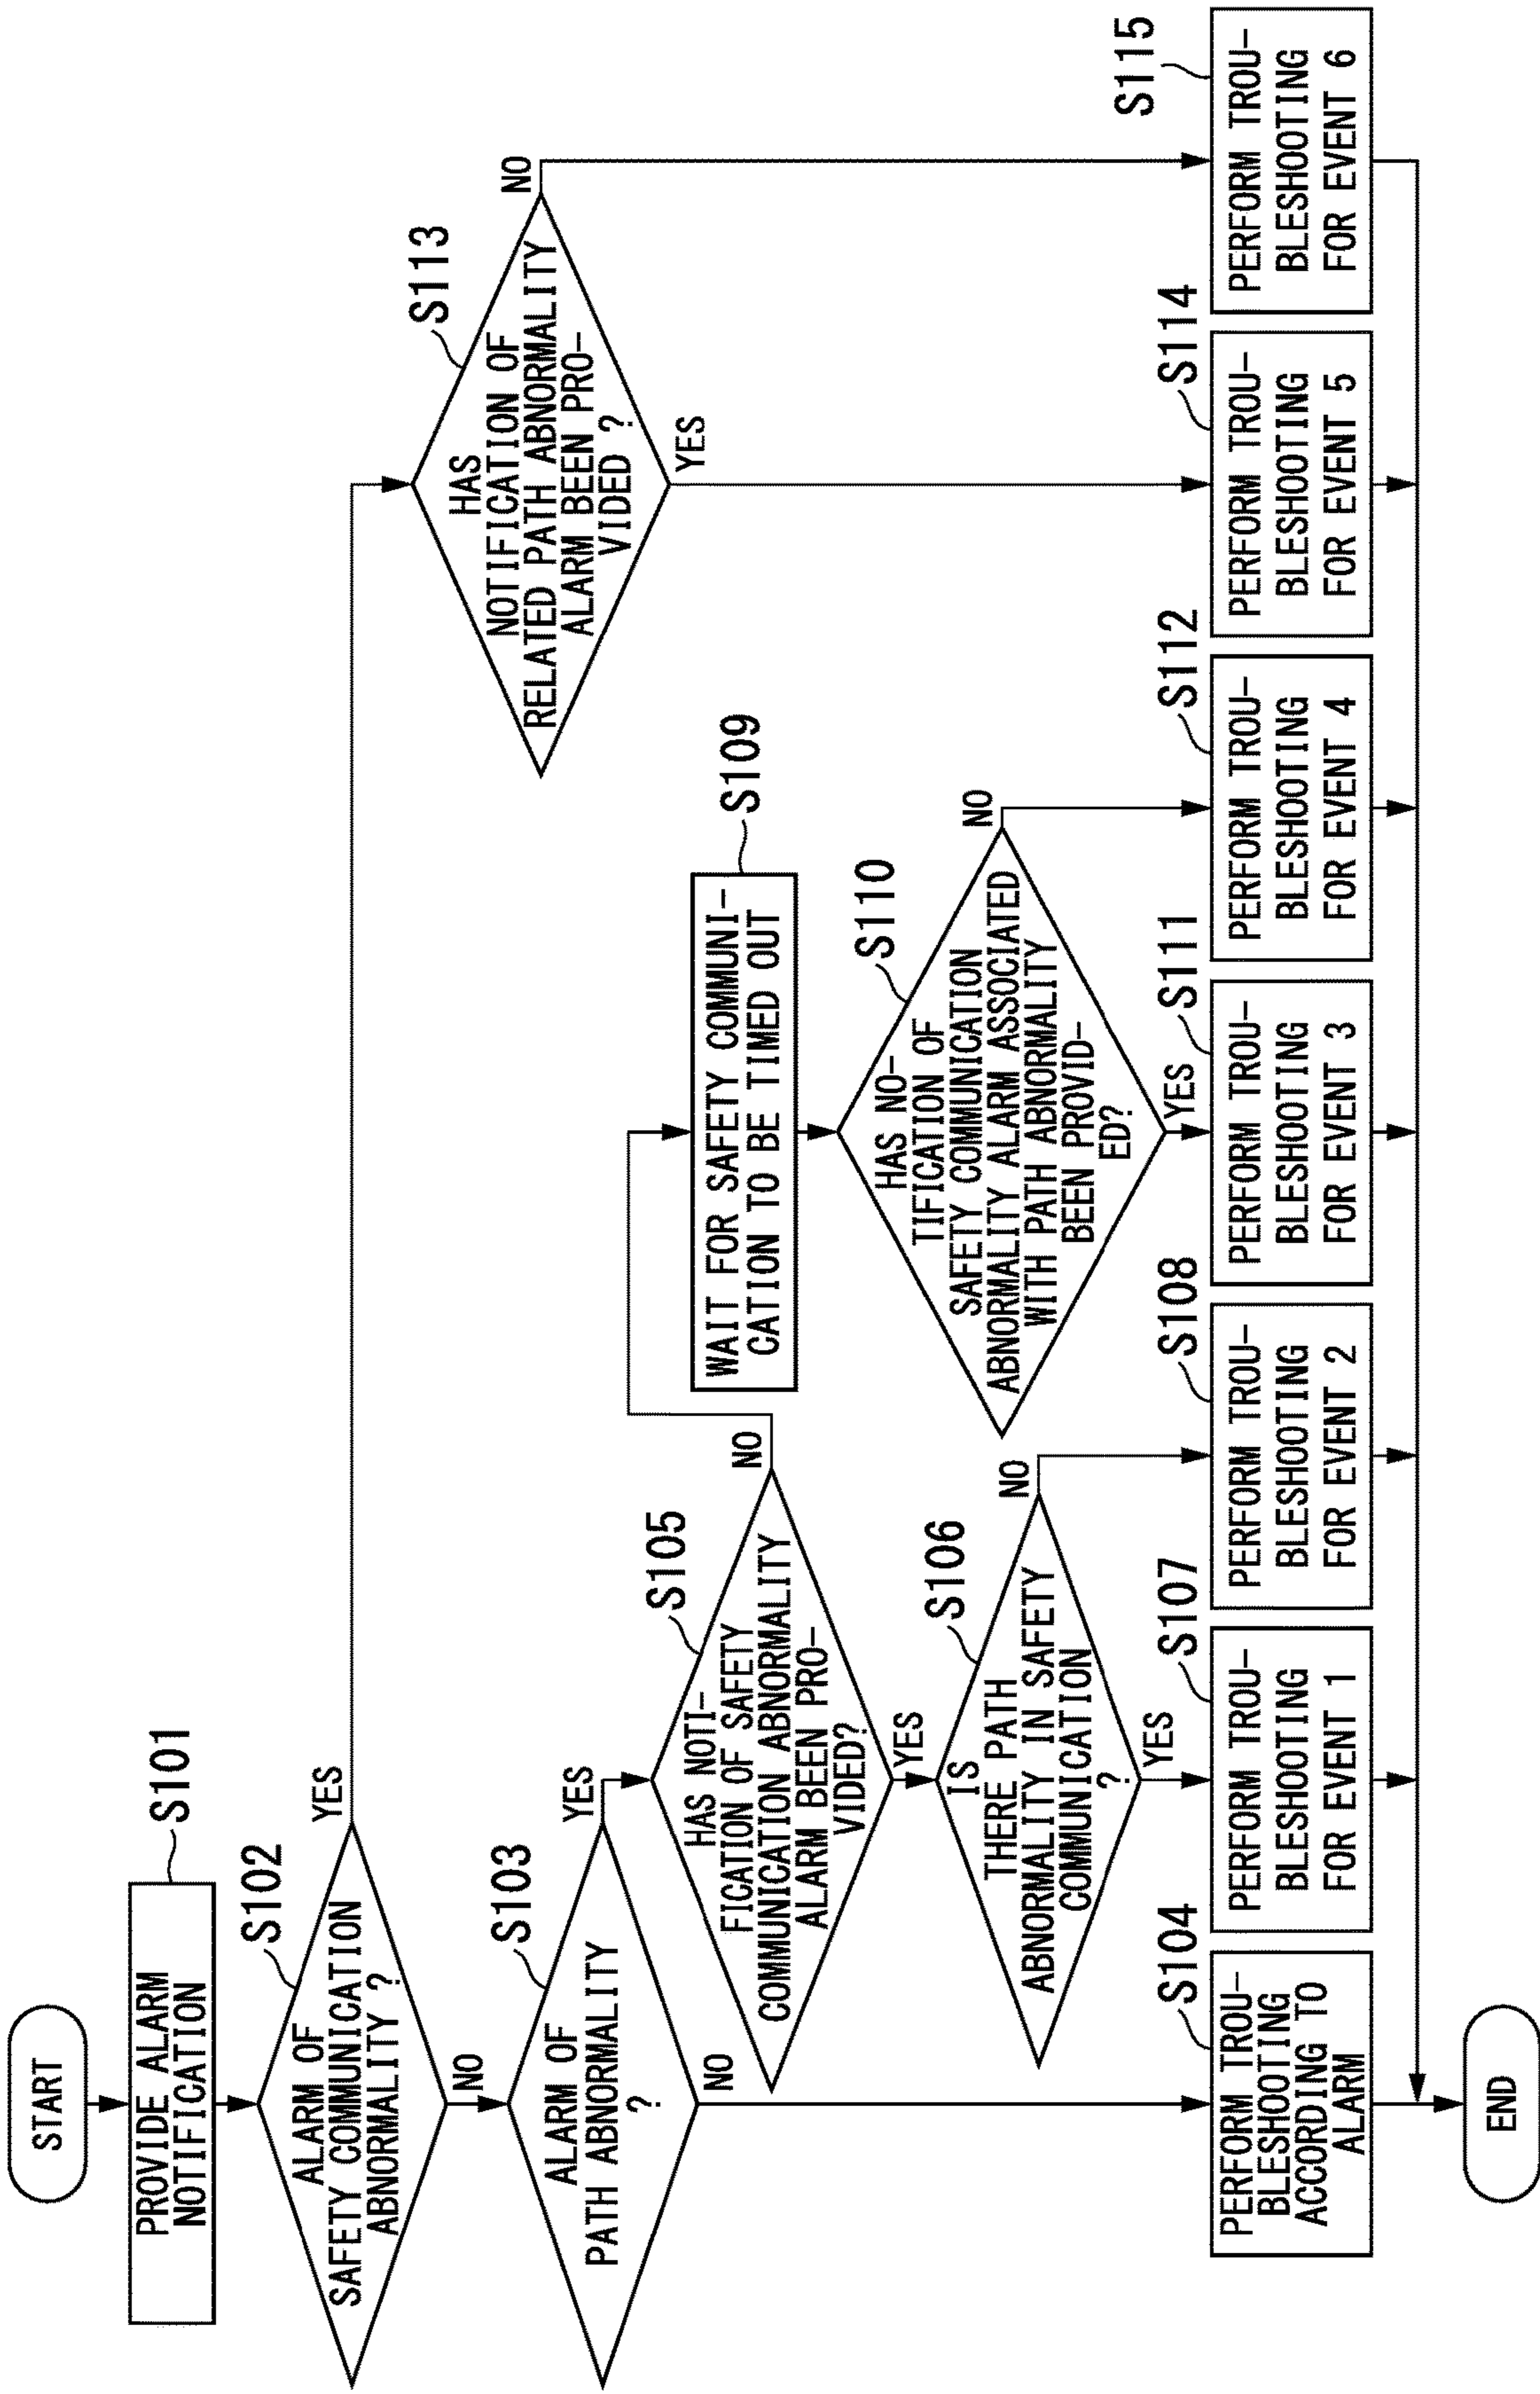 START
PROVIDE ALARM
NOTIFICATION
S101
ALARM OF
SAFETY COMMUNICATION
ABNORMALITY ?
S102
YES
NO
ALARM OF
PATH ABNORMALITY
?
S103
YES
NO
PERFORM TROU-
BLESHOOTING
ACCORDING TO
ALARM
S104
HAS NOTI-
FICATION OF SAFETY
COMMUNICATION ABNORMALITY
ALARM BEEN PRO-
VIDED?
S105
NO
YES
IS
THERE PATH
ABNORMALITY IN SAFETY
COMMUNICATION
?
S106
NO
YES
PERFORM TROU-
BLESHOOTING
FOR EVENT 1
S107
PERFORM TROU-
BLESHOOTING
FOR EVENT 2
S108
WAIT FOR SAFETY COMMUNI-
CATION TO BE TIMED OUT
S109
HAS NO-
TIFICATION OF
SAFETY COMMUNICATION
ABNORMALITY ALARM ASSOCIATED
WITH PATH ABNORMALITY
BEEN PROVID-
ED?
S110
NO
YES
PERFORM TROU-
BLESHOOTING
FOR EVENT 3
S111
PERFORM TROU-
BLESHOOTING
FOR EVENT 4
S112
HAS
NOTIFICATION OF
RELATED PATH ABNORMALITY
ALARM BEEN PRO-
VIDED ?
S113
NO
YES
PERFORM TROU-
BLESHOOTING
FOR EVENT 5
S114
PERFORM TROU-
BLESHOOTING
FOR EVENT 6
S115
END